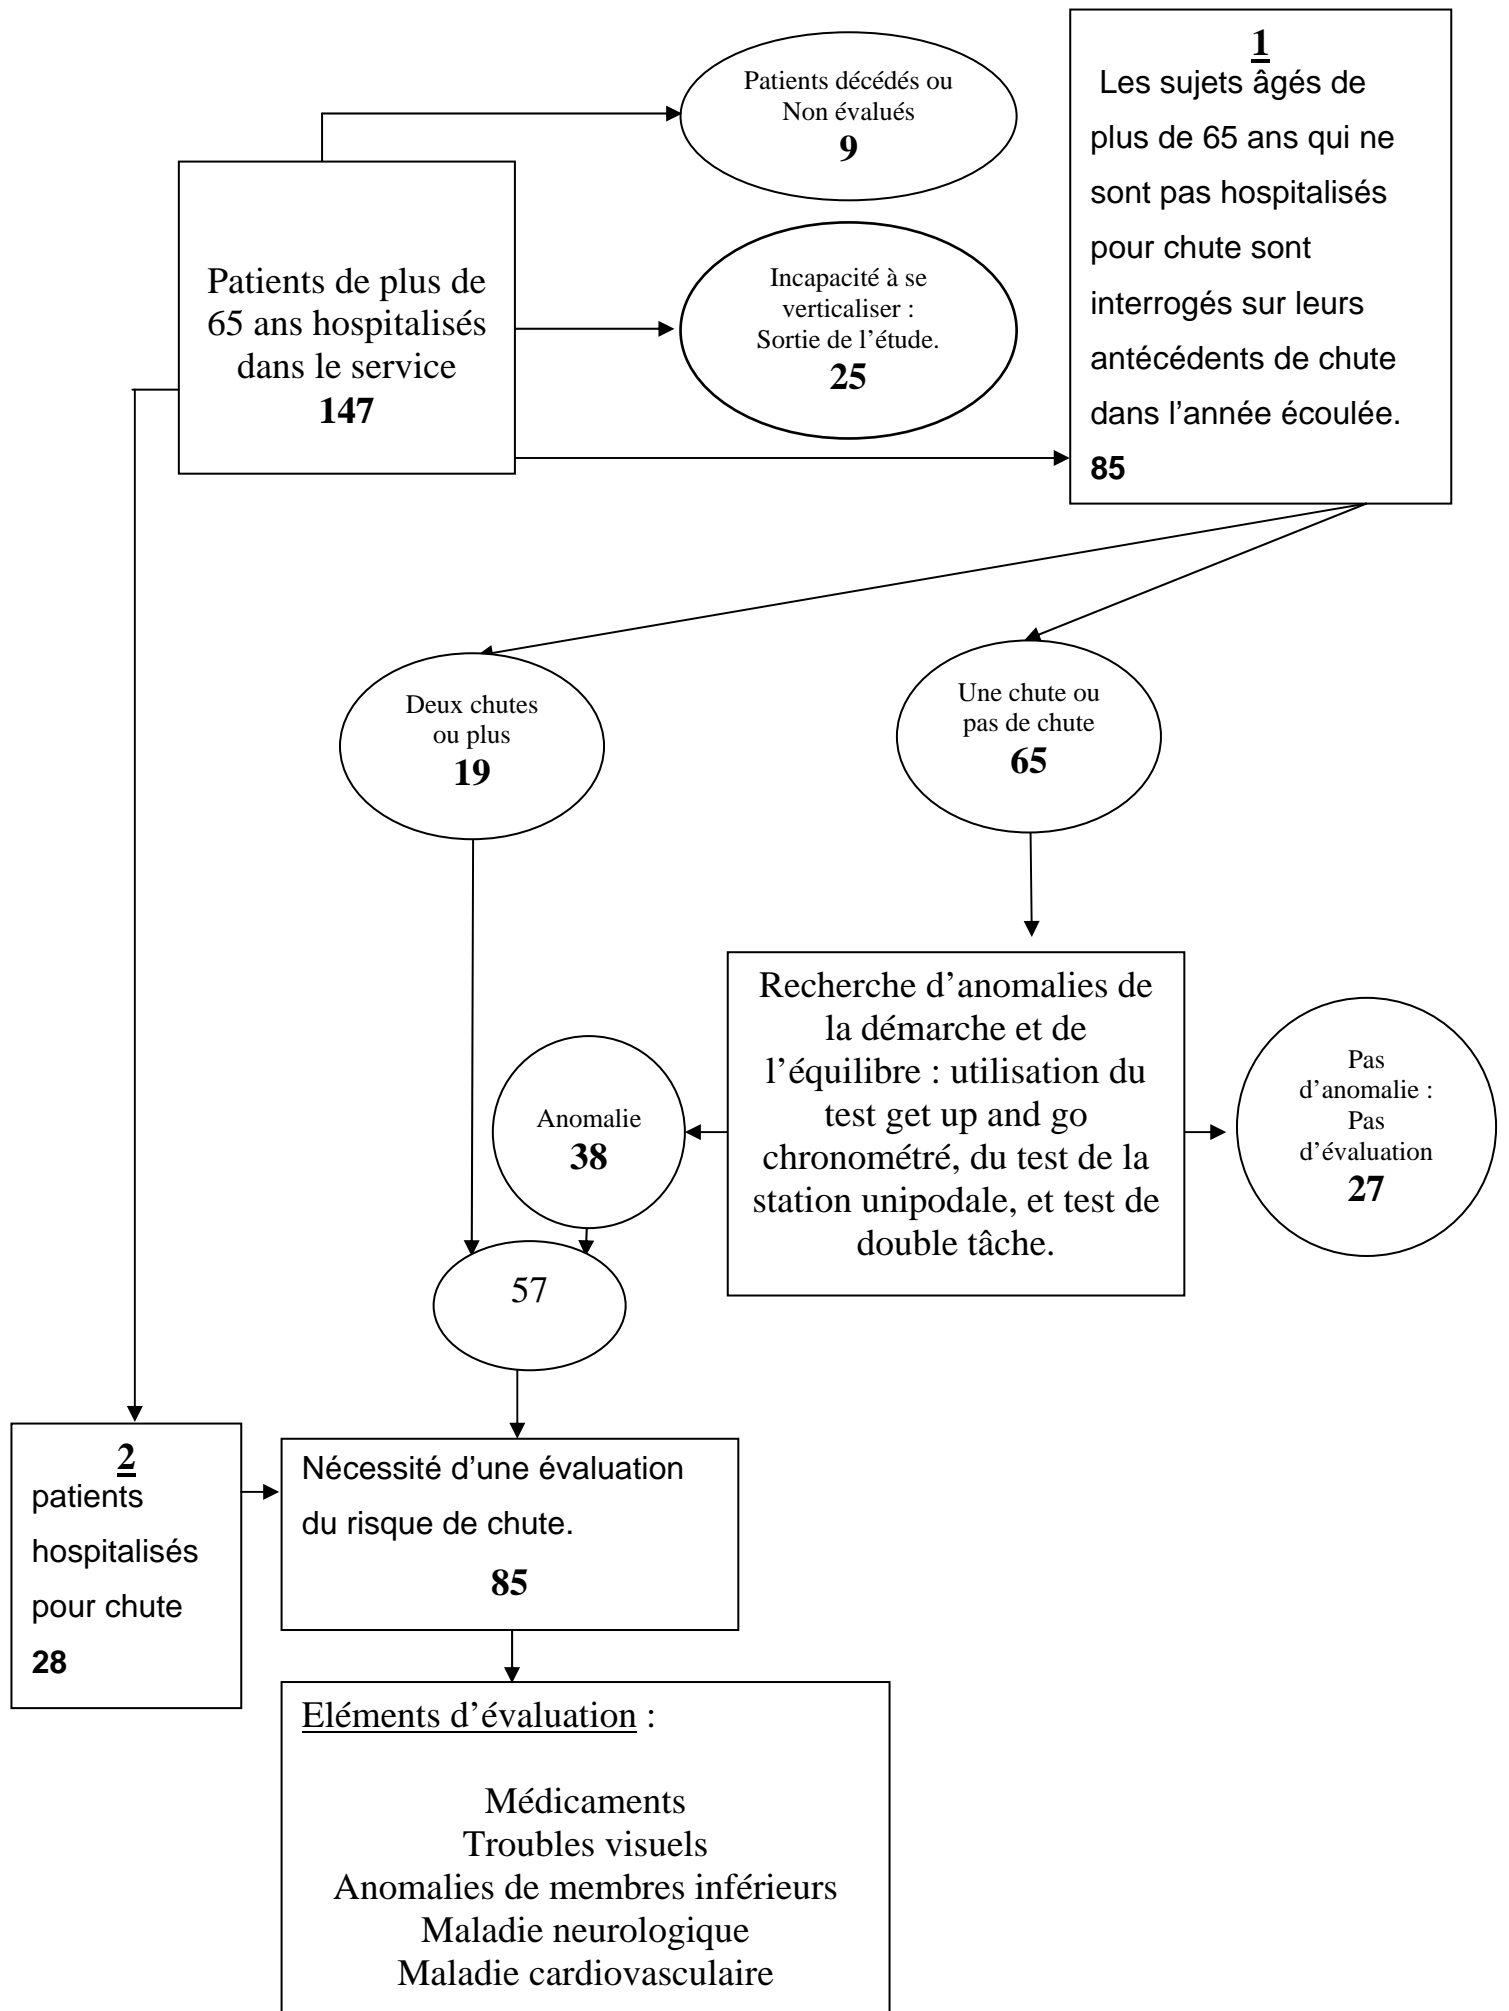 Patients décédés ou
Non évalués
9
1
Les sujets âgés de
plus de 65 ans qui ne
sont pas hospitalisés
pour chute sont
interrogés sur leurs
antécédents de chute
dans l’année écoulée.
85
Patients de plus de
65 ans hospitalisés
dans le service
147
Incapacité à se
verticaliser :
Sortie de l’étude.
25
Deux chutes
ou plus
19
Une chute ou
pas de chute
65
Recherche d’anomalies de
la démarche et de
l’équilibre : utilisation du
test get up and go
chronométré, du test de la
station unipodale, et test de
double tâche.
Anomalie
38
Pas
d’anomalie :
Pas
d’évaluation
27
57
2
patients
hospitalisés
pour chute
28
Nécessité d’une évaluation
du risque de chute.
85
Eléments d’évaluation :
Médicaments
Troubles visuels
Anomalies de membres inférieurs
Maladie neurologique
Maladie cardiovasculaire